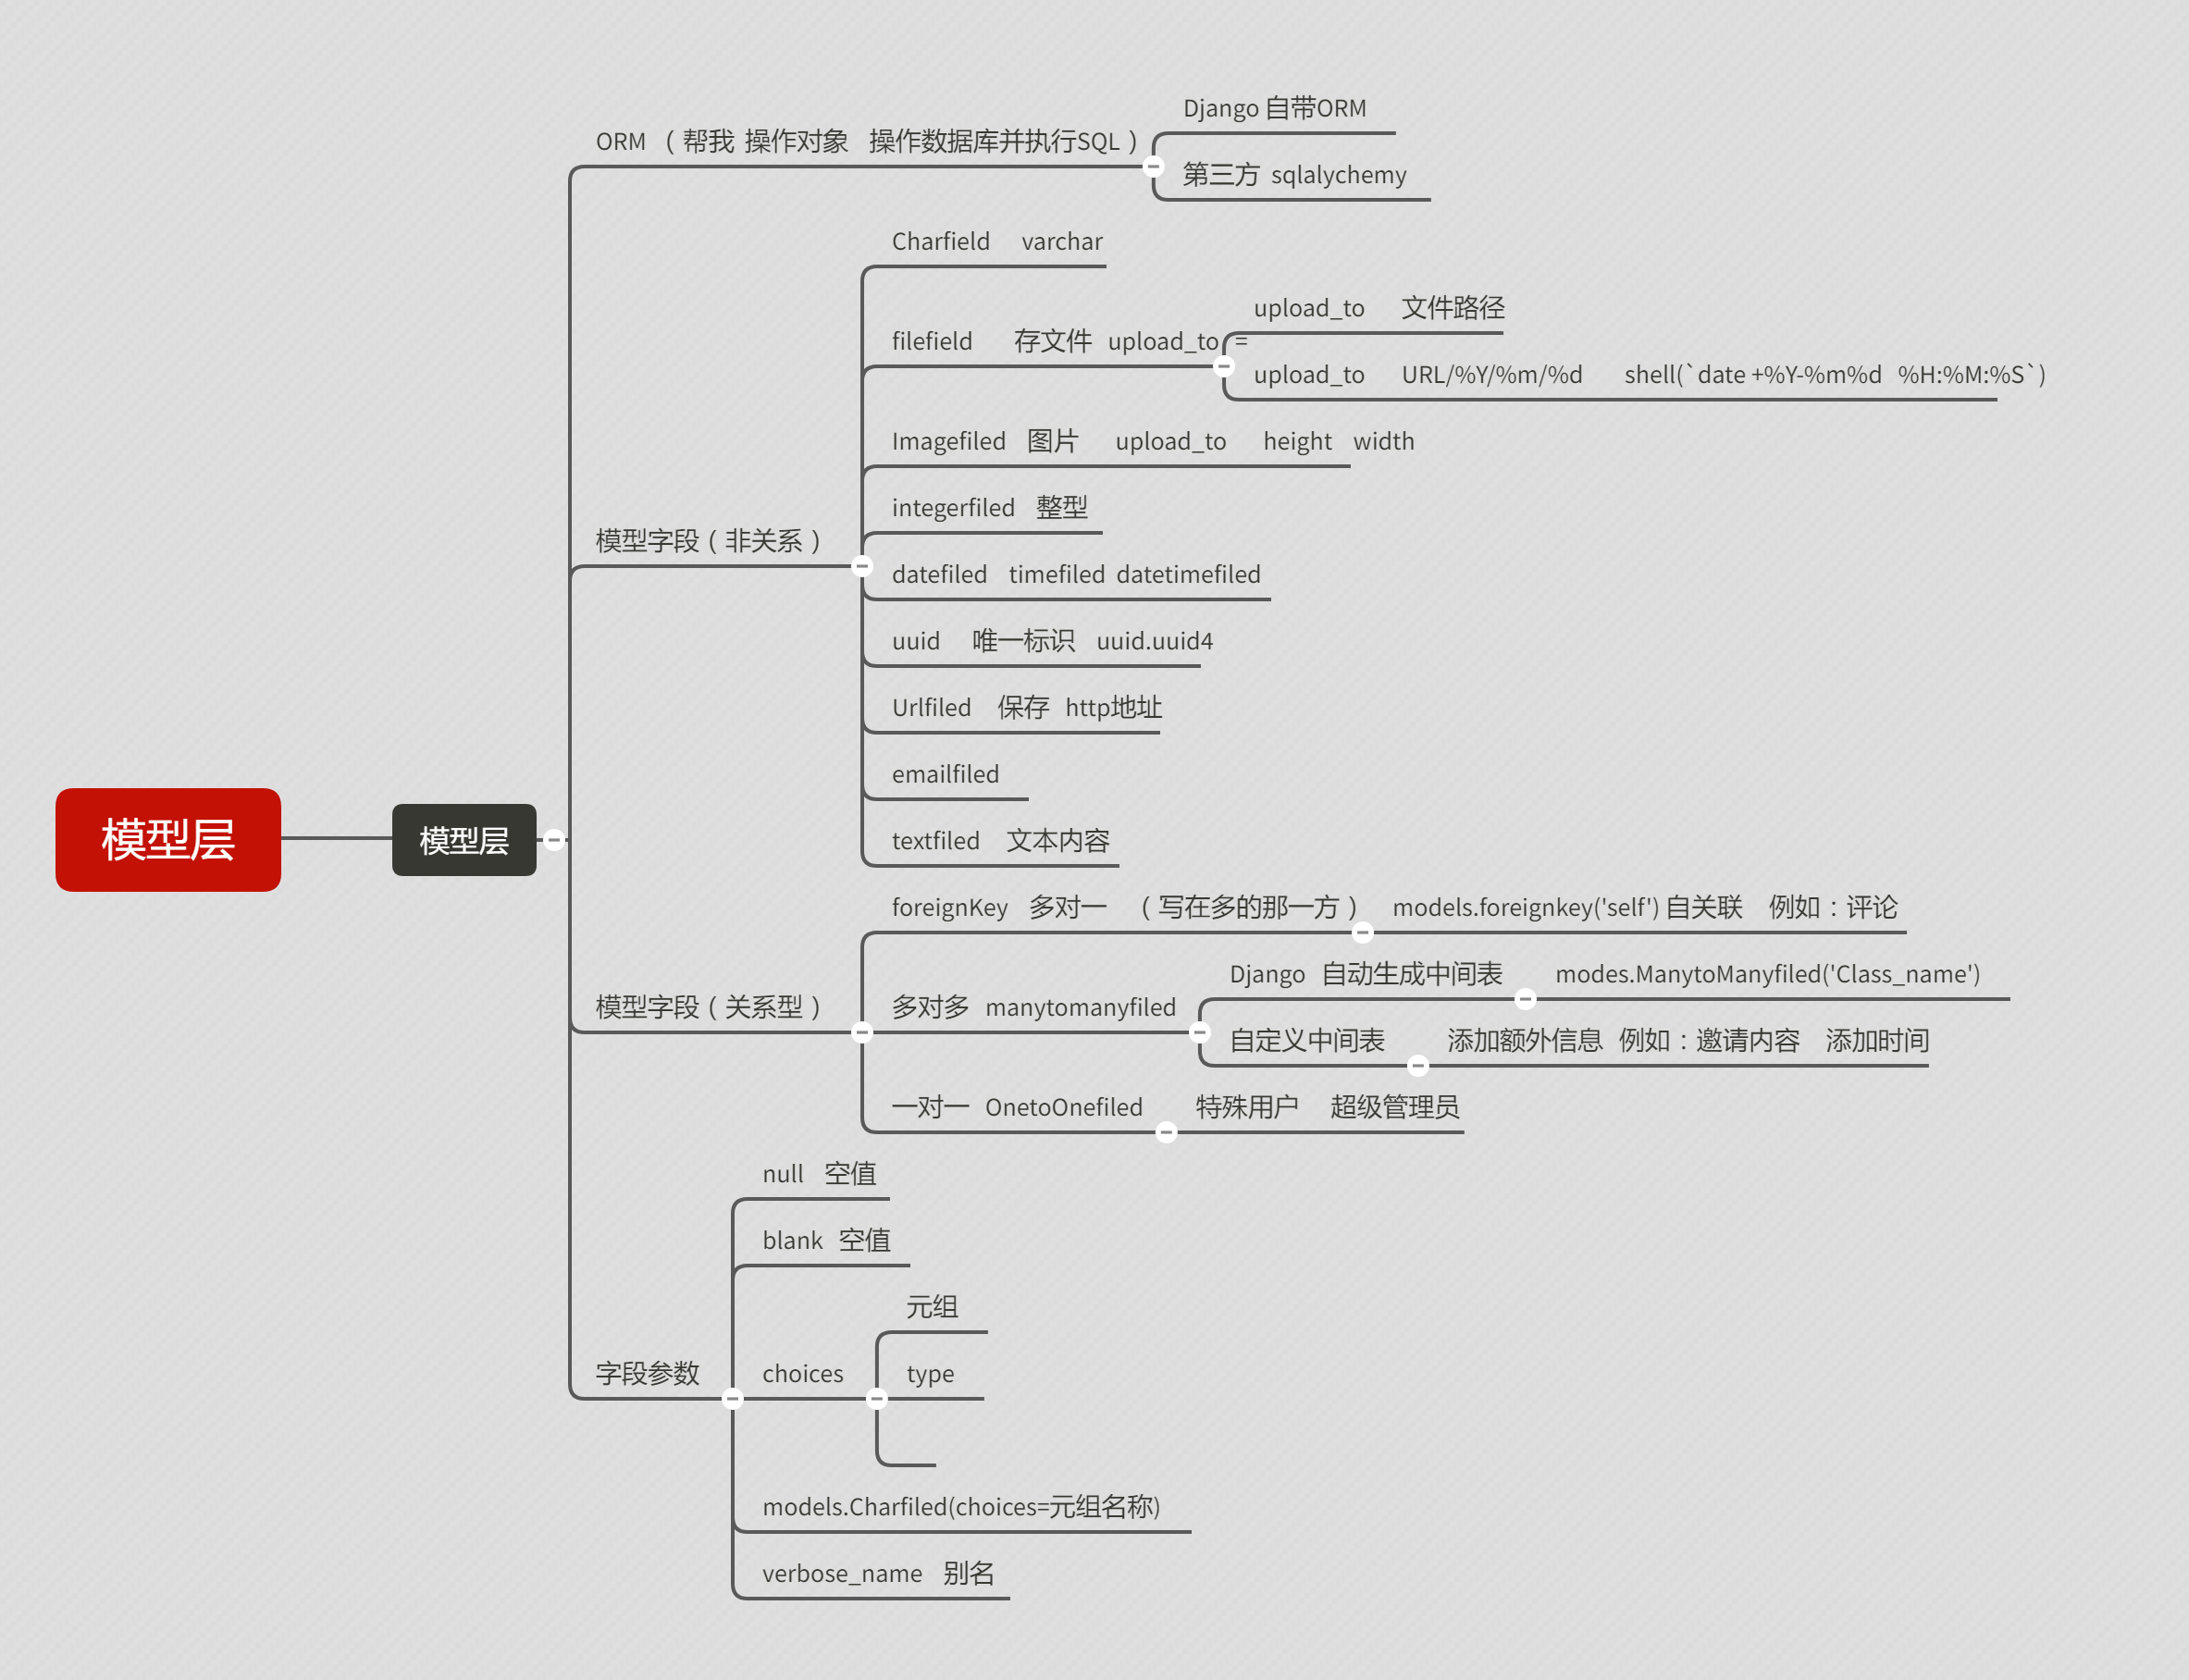 模型层
模型层
ORM （ 帮我 操作对象 操作数据库并执行SQL ）
Django 自带ORM
第三方 sqlalychemy
模型字段（ 非关系 ）
Charfield varchar
filefield 存文件 upload_to =
upload_to 文件路径
upload_to URL/%Y/%m/%d shell(`date +%Y-%m%d %H:%M:%S`)
Imagefiled 图片 upload_to height width
integerfiled 整型
datefiled timefiled datetimefiled
uuid 唯一标识 uuid.uuid4
Urlfiled 保存 http地址
emailfiled
textfiled 文本内容
模型字段（ 关系型 ）
foreignKey 多对一 （ 写在多的那一方 ）
models.foreignkey('self') 自关联 例如：评论
多对多 manytomanyfiled
Django 自动生成中间表
modes.ManytoManyfiled('Class_name')
自定义中间表
添加额外信息 例如：邀请内容 添加时间
一对一 OnetoOnefiled
特殊用户 超级管理员
字段参数
null 空值
blank 空值
choices
元组
type
models.Charfiled(choices=元组名称)
verbose_name 别名